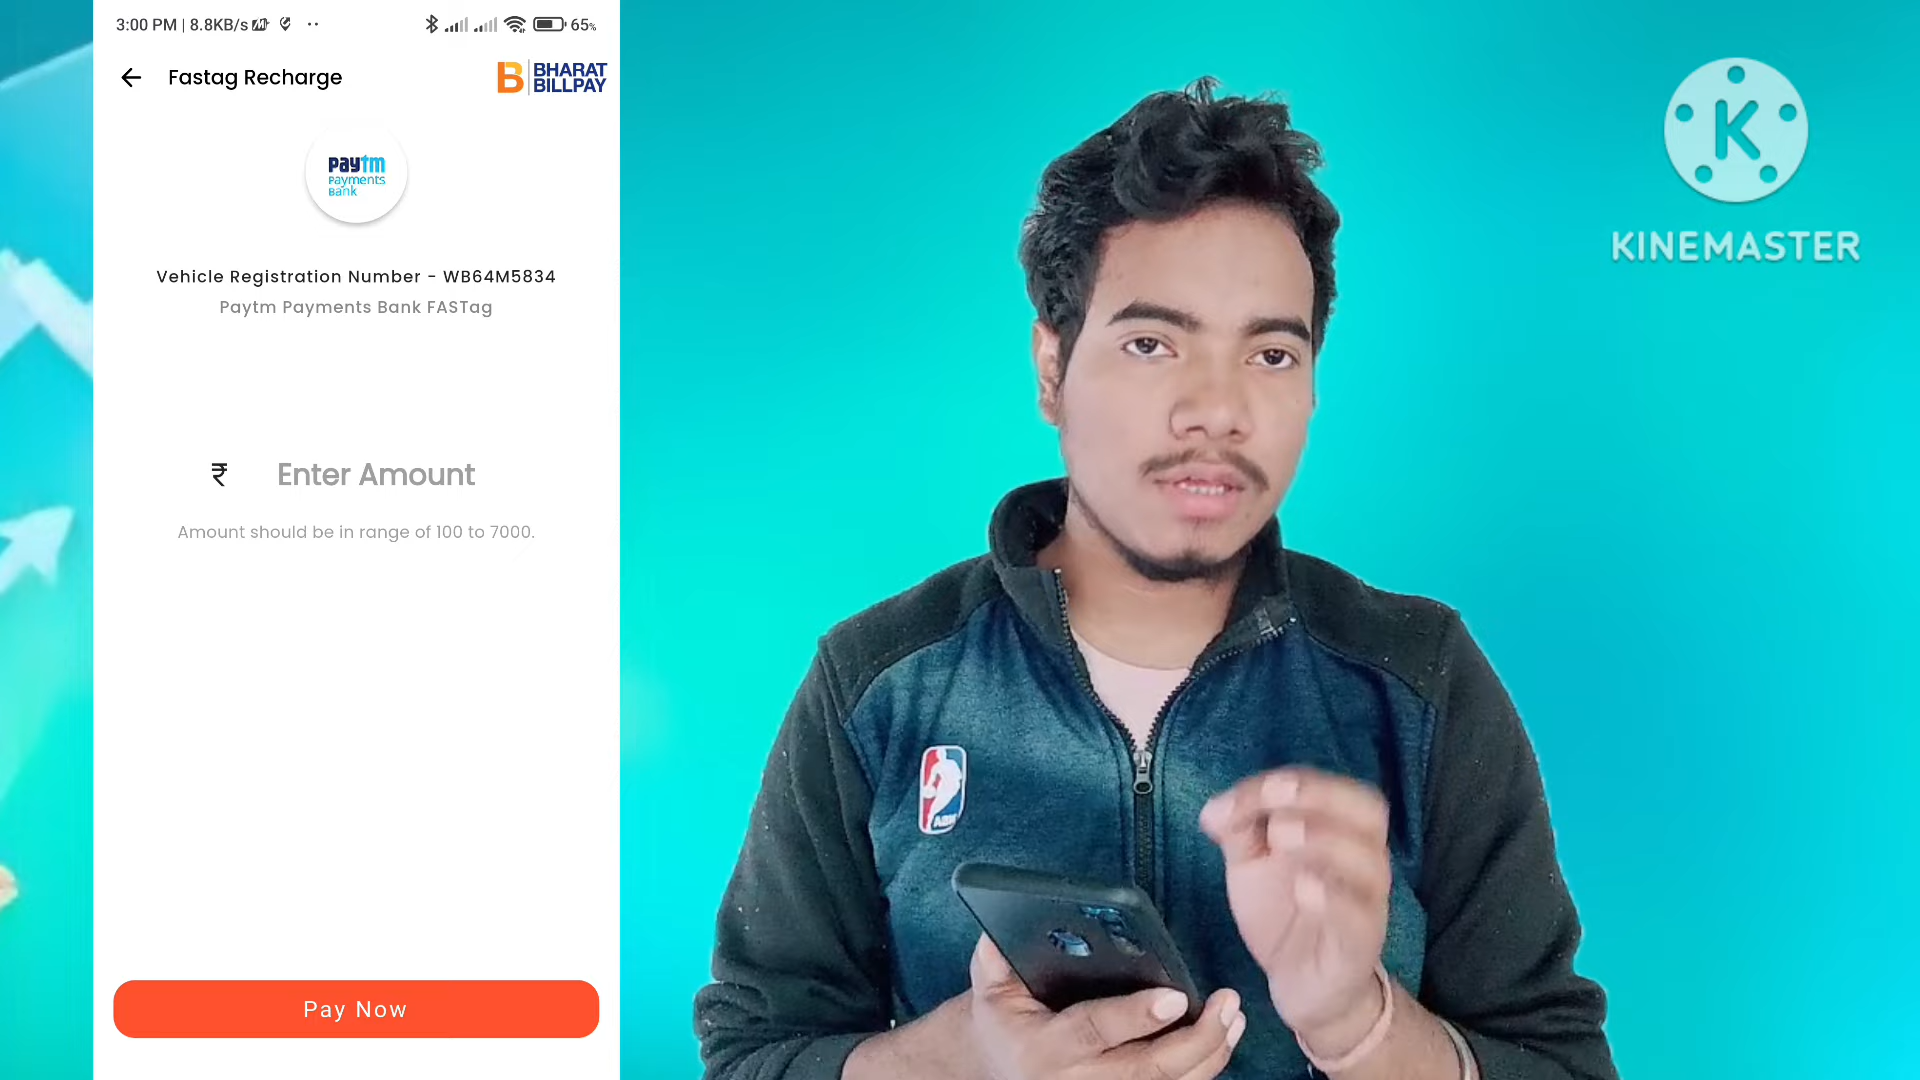 3:00 PM | 8.8KB/s
65%
Fastag Recharge
B BHARAT
BILLPAY
paytm
Payments
Bank
Vehicle Registration Number - WB64M5834
Paytm Payments Bank FASTag
₹ Enter Amount
Amount should be in range of 100 to 7000.
Pay Now
K
KINEMASTER